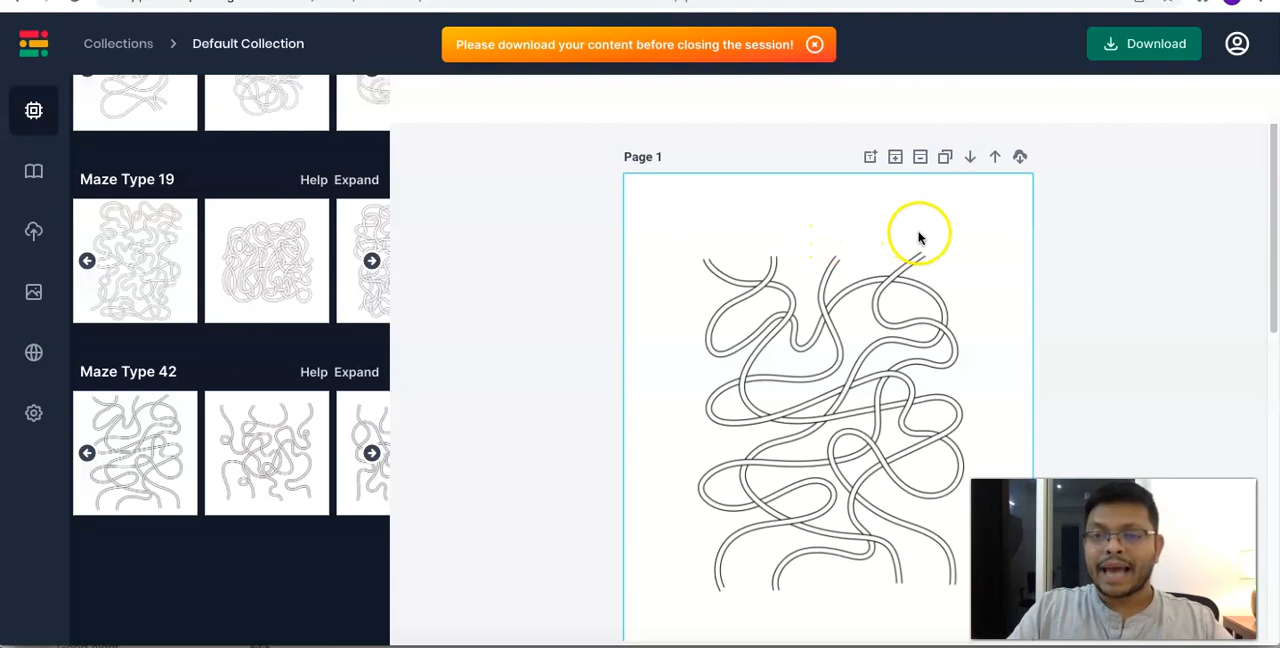 Collections
Default Collection
Please download your content before closing the session!
Download
Maze Type 19
Help
Expand
Page 1
Maze Type 42
Help
Expand